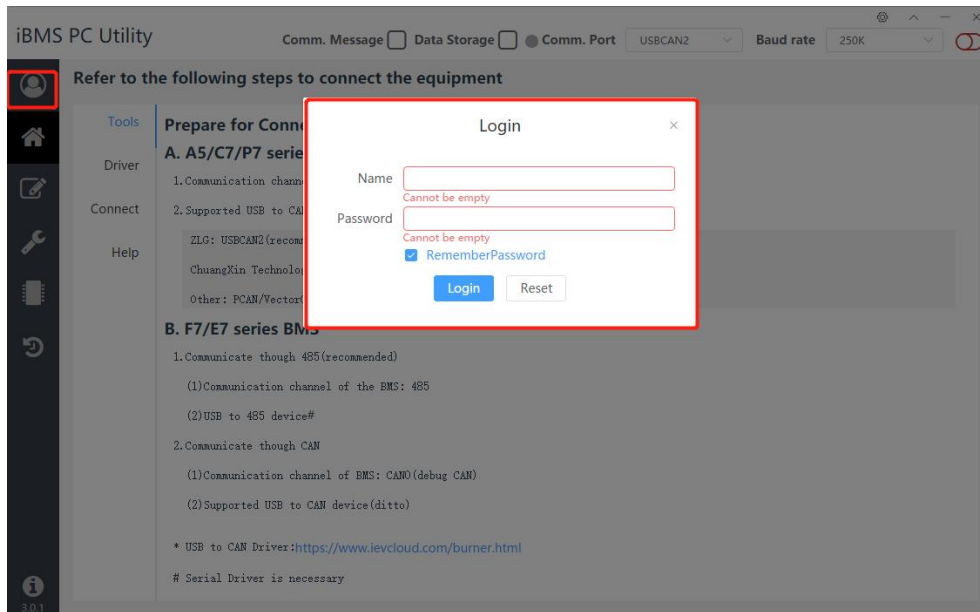 iBMS PC Utility
Comm. Message Data Storage Comm. Port USBCAN2 Baud rate 250K
Refer to the following steps to connect the equipment
Tools
Driver
Connect
Help
Prepare for Conne
A. A5/C7/P7 serie
1.Communication chann
2.Supported USB to CA
ZLG: USBCAN2(recom
ChuangXin Technolo
Other: PCAN/Vector
Login
Name
Cannot be empty
Password
Cannot be empty
RememberPassword
Login Reset
B. F7/E7 series BMS
1.Communicate though 485(recommended)
(1)Communication channel of the BMS: 485
(2)USB to 485 device#
2.Communicate though CAN
(1)Communication channel of BMS: CAN0(debug CAN)
(2)Supported USB to CAN device(ditto)
* USB to CAN Driver:https://www.ievcloud.com/burner.html
# Serial Driver is necessary
3.0.1